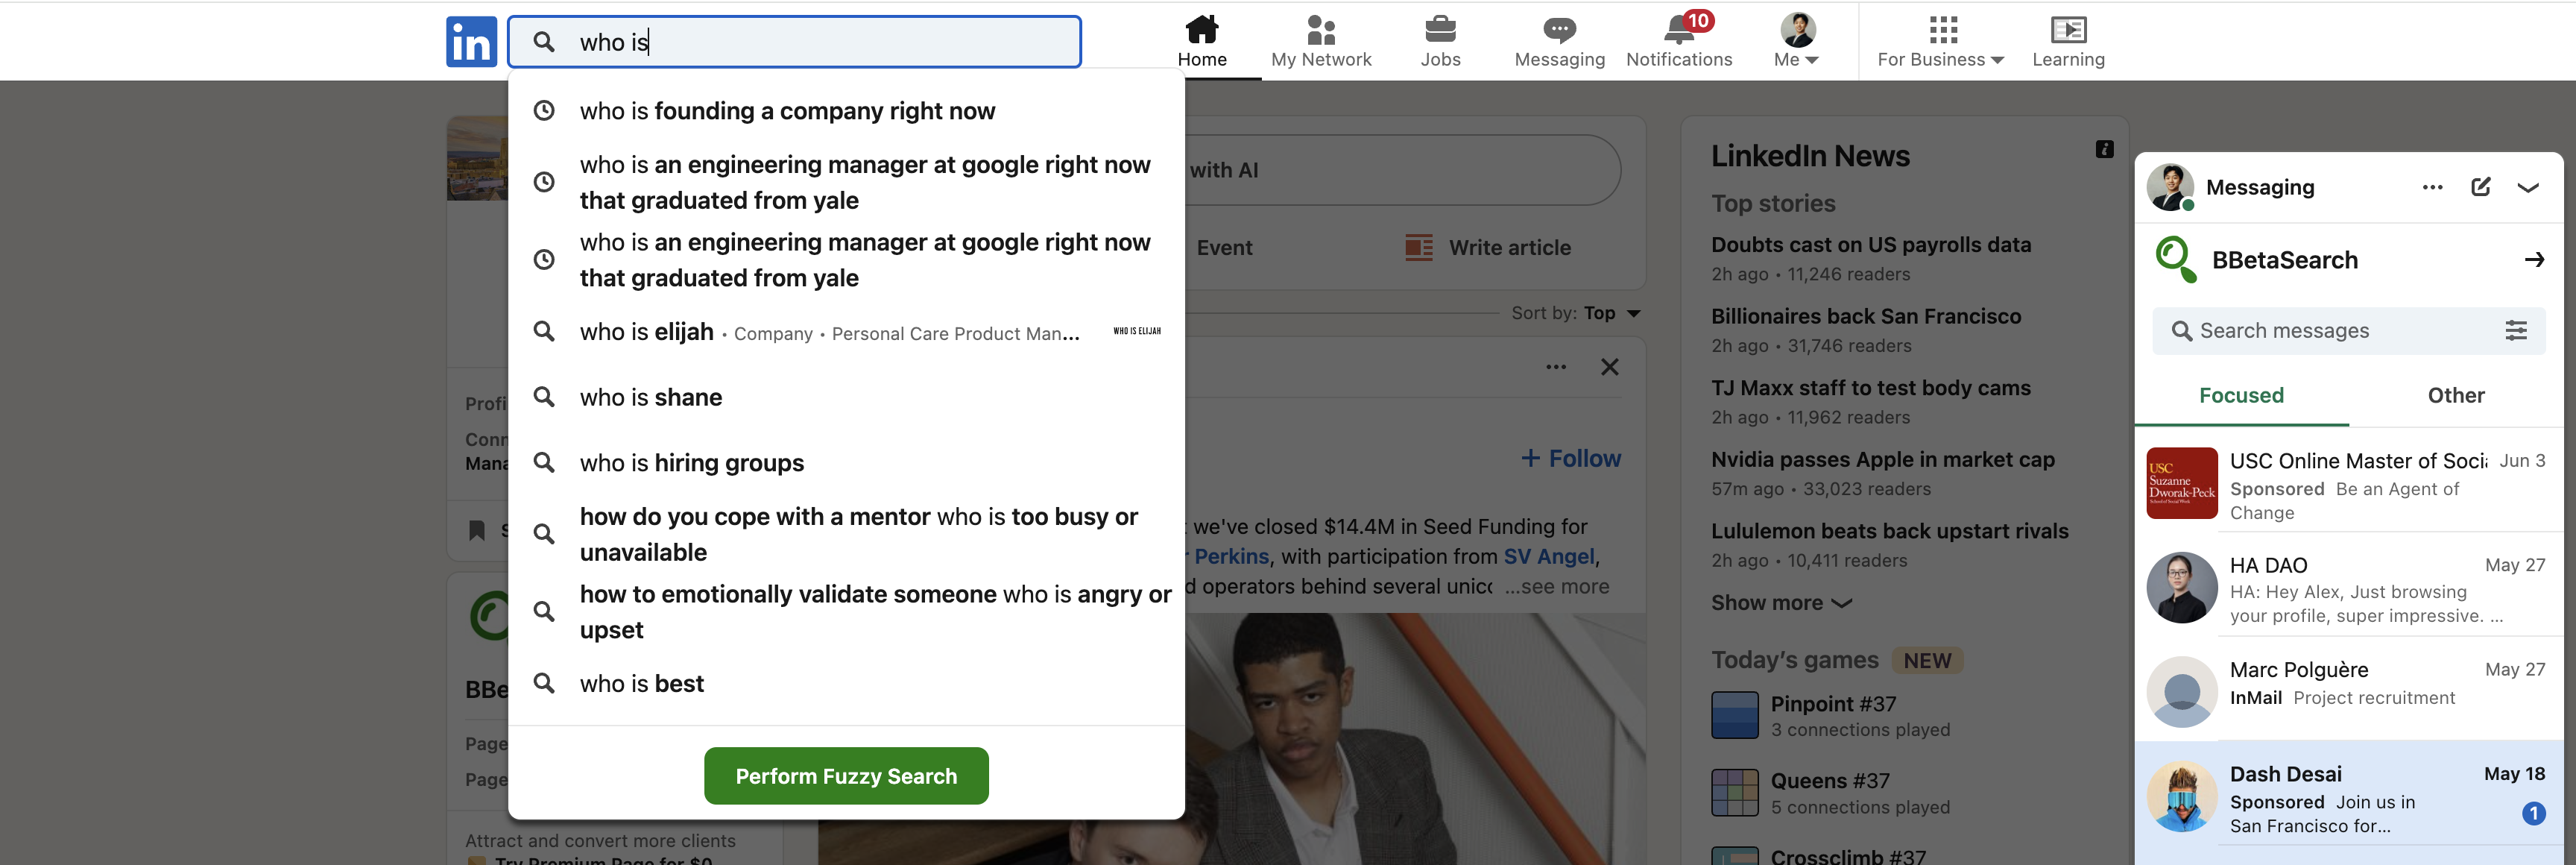 in
who is
Home
My Network
Jobs
Messaging
10
Notifications
Me
For Business
Learning
who is founding a company right now
who is an engineering manager at google right now
that graduated from yale
who is an engineering manager at google right now
that graduated from yale
who is elijah • Company • Personal Care Product Man...
WHO IS ELIJAH
who is shane
who is hiring groups
how do you cope with a mentor who is too busy or
unavailable
how to emotionally validate someone who is angry or
upset
who is best
Perform Fuzzy Search
Profi
Conn
Mana
S
BBe
Page
Page
Attract and convert more clients
Try Premium Page for $0
with AI
Event
Write article
Sort by: Top
+ Follow
we've closed $14.4M in Seed Funding for
r Perkins, with participation from SV Angel,
d operators behind several unicc ...see more
LinkedIn News
Top stories
Doubts cast on US payrolls data
2h ago • 11,246 readers
Billionaires back San Francisco
2h ago • 31,746 readers
TJ Maxx staff to test body cams
2h ago • 11,962 readers
Nvidia passes Apple in market cap
57m ago • 33,023 readers
Lululemon beats back upstart rivals
2h ago • 10,411 readers
Show more
Today’s games NEW
Pinpoint #37
3 connections played
Queens #37
5 connections played
Crossclimb #37
Messaging
BBetaSearch
Search messages
Focused
Other
USC
Suzanne
Dworak-Peck
USC Online Master of Soci
Jun 3
Sponsored Be an Agent of
Change
HA DAO
May 27
HA: Hey Alex, Just browsing
your profile, super impressive. ...
Marc Polguère
May 27
InMail Project recruitment
Dash Desai
May 18
Sponsored Join us in
San Francisco for...
1